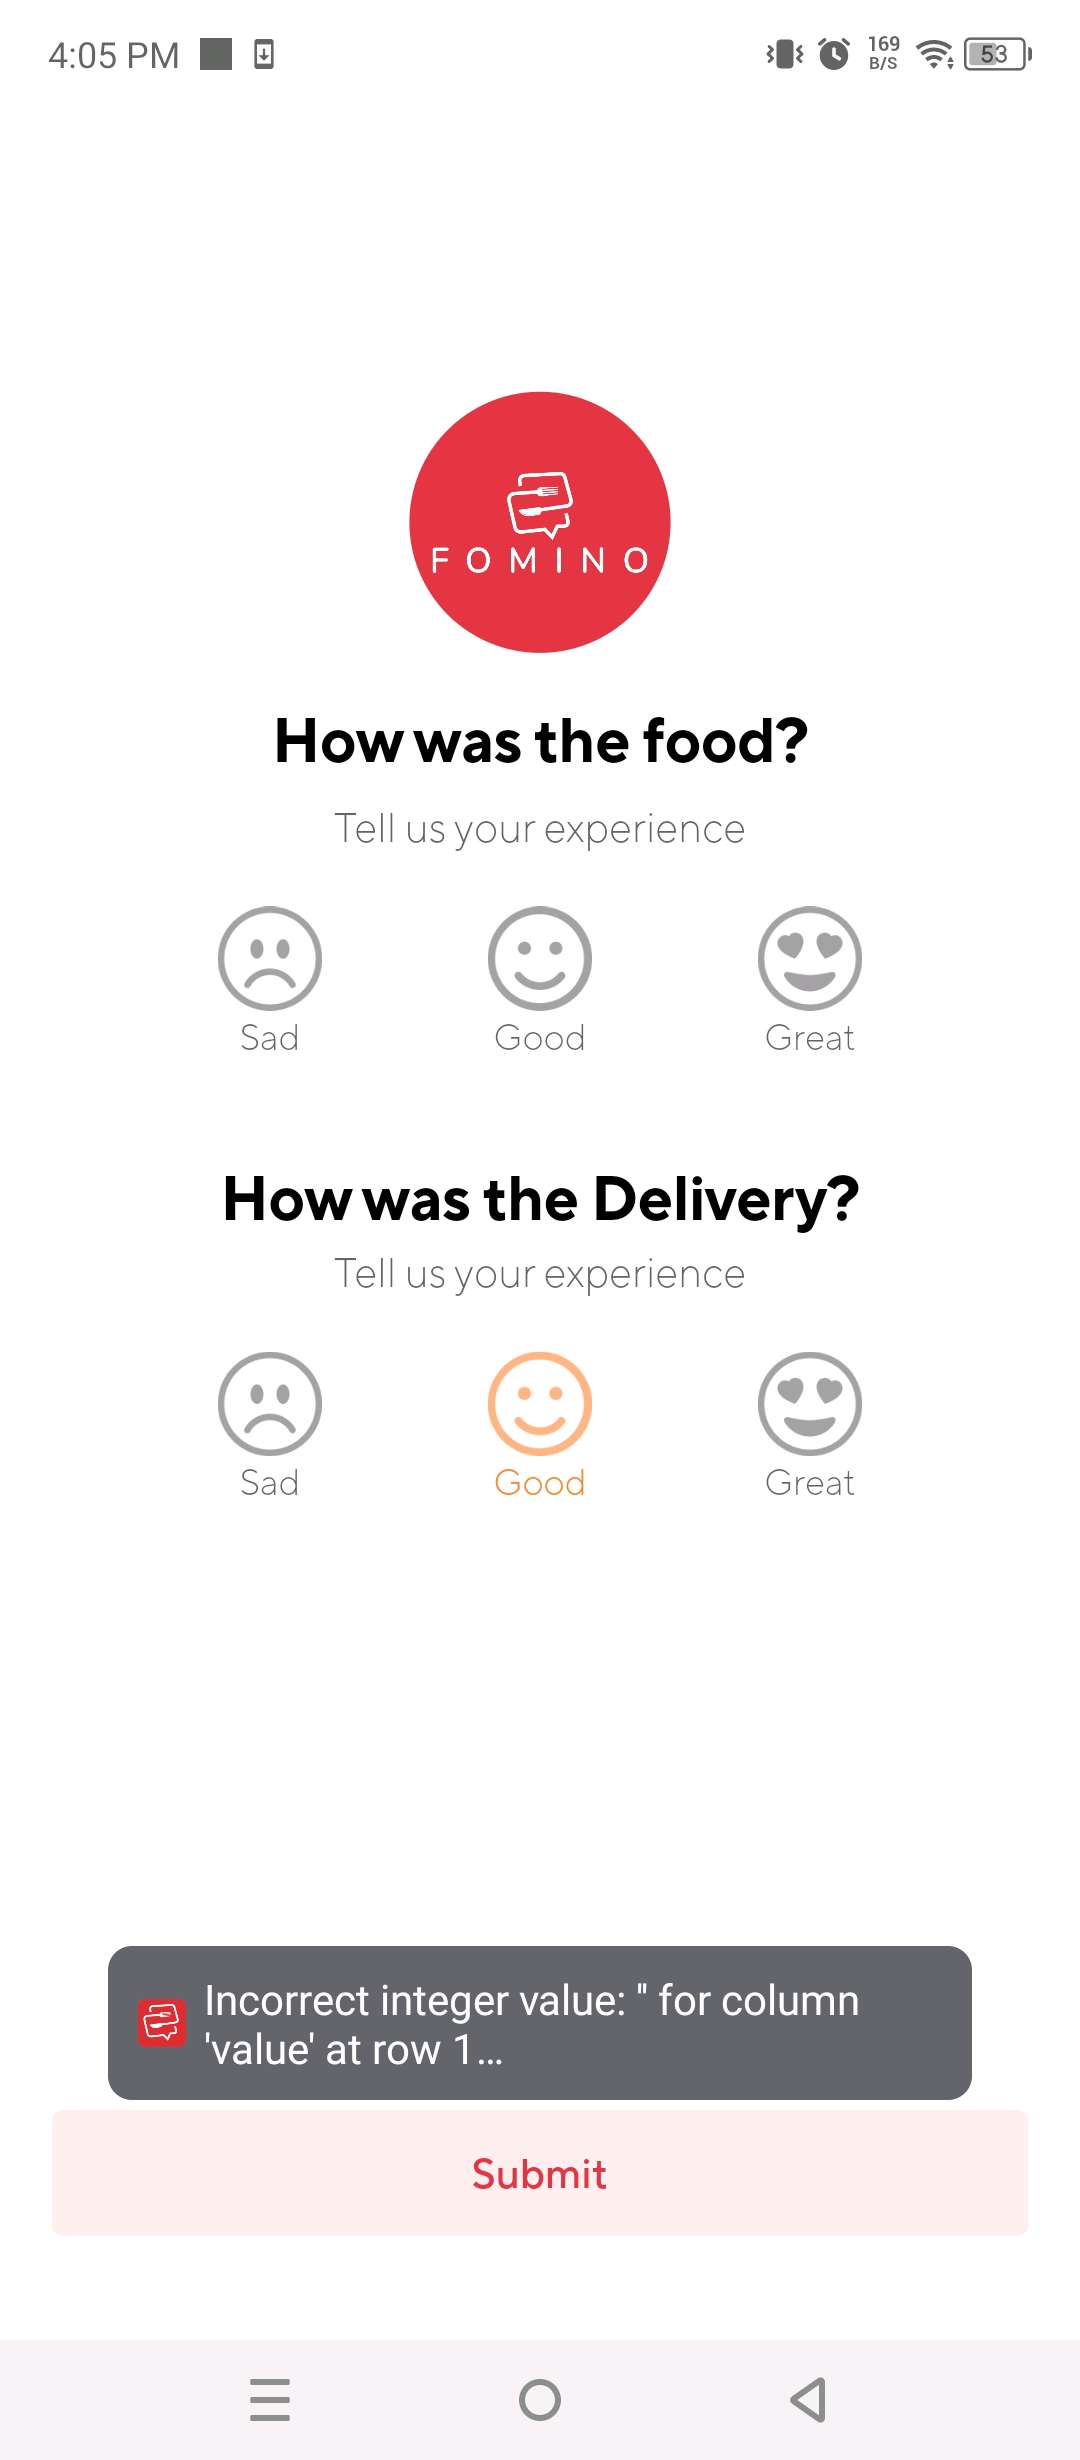 4:05 PM
169
B/S
53
FOMINO
How was the food?
Tell us your experience
Sad Good Great
How was the Delivery?
Tell us your experience
Sad Good Great
Incorrect integer value: '' for column
'value' at row 1...
Submit